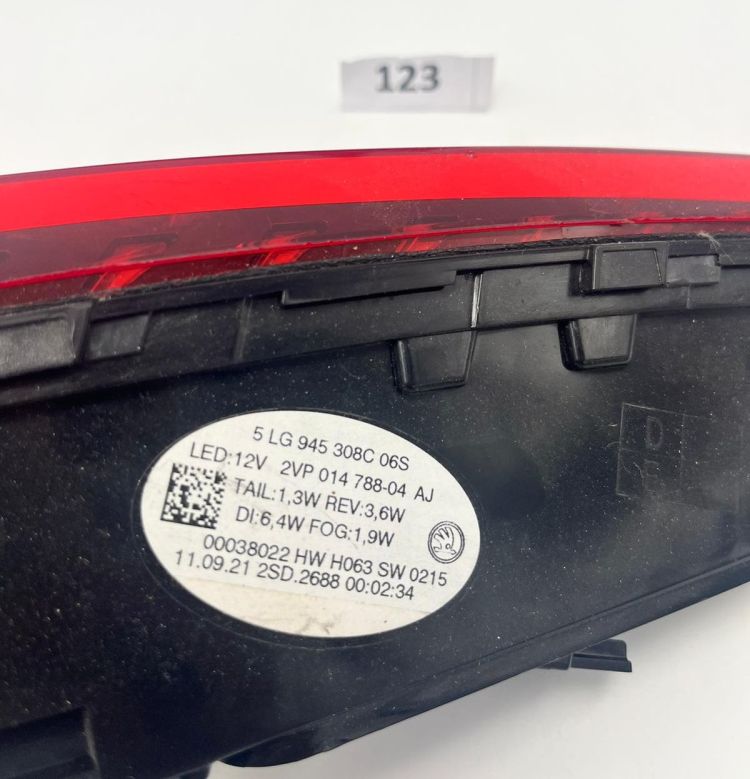 123
5 LG 945 308C 06S
LED:12V 2VP 014 788-04 AJ
TAIL:1,3W REV:3,6W
DI:6,4W FOG:1,9W
00038022 HW H063 SW 0215
11.09.21 2SD.2688 00:02:34